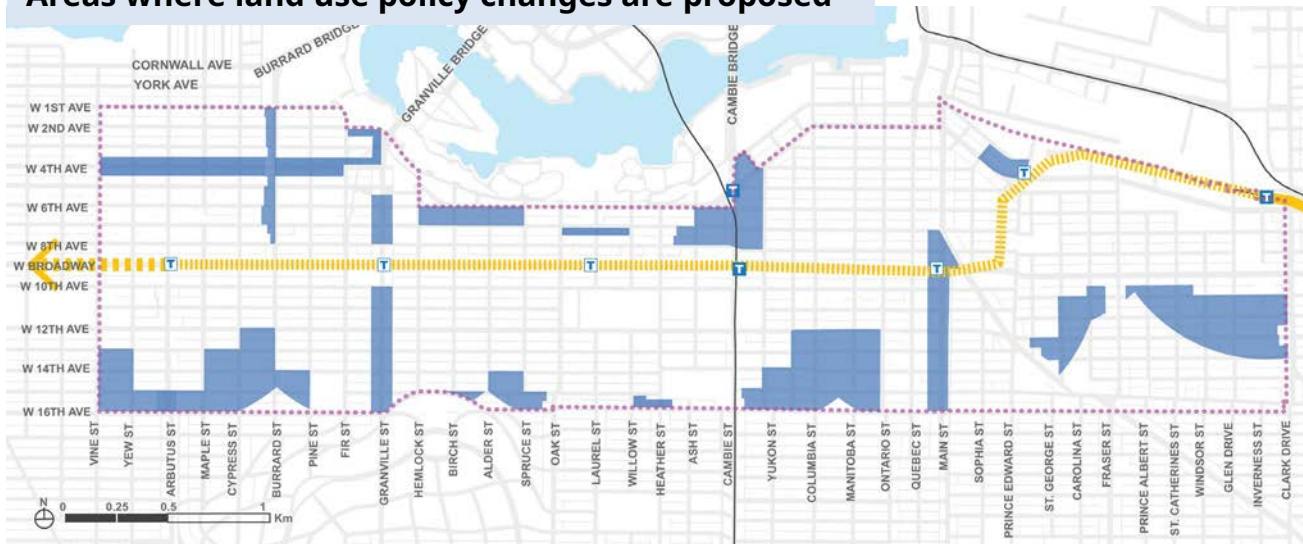 Areas where land use policy changes are proposed
CORNWALL AVE
YORK AVE
BURRARD BRIDGE
GRANVILLE BRIDGE
CAMBIE BRIDGE
W 1ST AVE
W 2ND AVE
W 4TH AVE
W 6TH AVE
W 8TH AVE
W BROADWAY
W 10TH AVE
W 12TH AVE
W 14TH AVE
W 16TH AVE
T
T
T
T
T
T
T
T
VINE ST
YEW ST
ARBUTUS ST
MAPLE ST
CYPRESS ST
BURRARD ST
PINE ST
FIR ST
GRANVILLE ST
HEMLOCK ST
BIRCH ST
ALDER ST
SPRUCE ST
OAK ST
LAUREL ST
WILLOW ST
HEATHER ST
ASH ST
CAMBIE ST
YUKON ST
COLUMBIA ST
MANITOBA ST
ONTARIO ST
QUEBEC ST
MAIN ST
SOPHIA ST
PRINCE EDWARD ST
ST. GEORGE ST
CAROLINA ST
FRASER ST
PRINCE ALBERT ST
ST. CATHERINES ST
WINDSOR ST
GLEN DRIVE
INVERNESS ST
CLARK DRIVE
N
0 0.25 0.5 1
Km